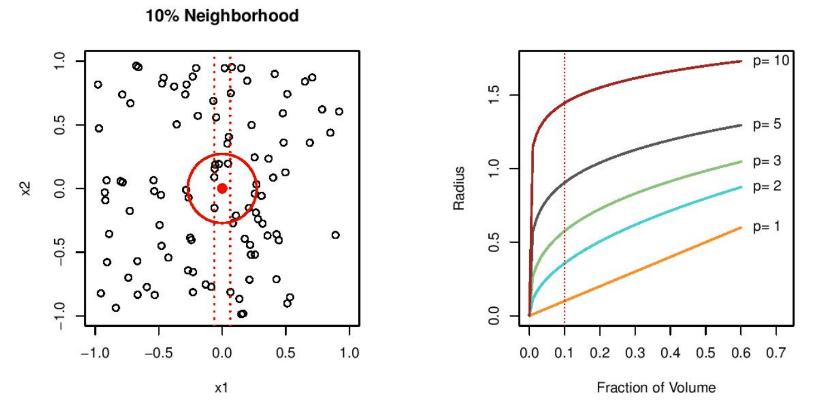 10% Neighborhood
x2
1.0
0.5
0.0
−0.5
−1.0
−1.0 −0.5 0.0 0.5 1.0
x1
Radius
1.5
1.0
0.5
0.0
p= 10
p= 5
p= 3
p= 2
p= 1
0.0 0.1 0.2 0.3 0.4 0.5 0.6 0.7
Fraction of Volume